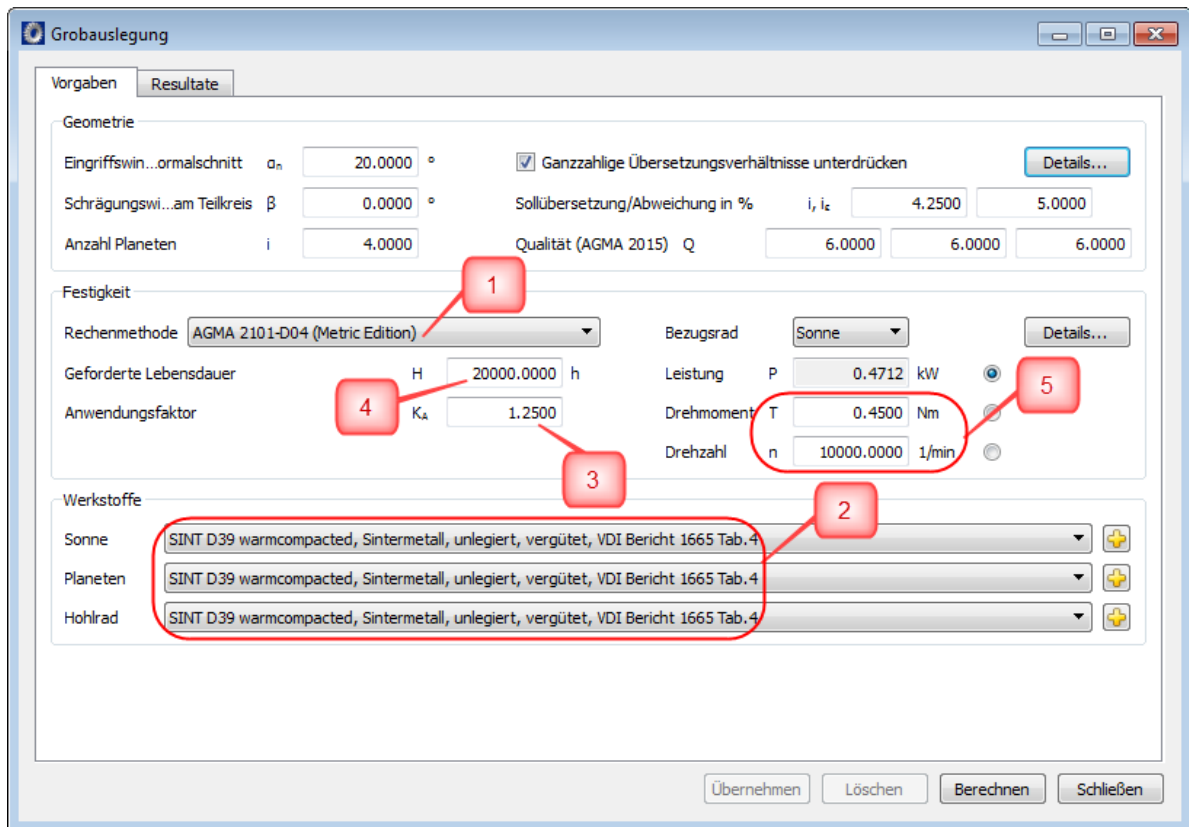 Grobauslegung
Vorgaben Resultate
Geometrie
Eingriffswin...ormalschnitt αn 20.0000 ° Ganzzahlige Übersetzungsverhältnisse unterdrücken Details...
Schrägungswi...am Teilkreis β 0.0000 ° Sollübersetzung/Abweichung in % i, iε 4.2500 5.0000
Anzahl Planeten i 4.0000 Qualität (AGMA 2015) Q 6.0000 6.0000 6.0000
1
Festigkeit
Rechenmethode AGMA 2101-D04 (Metric Edition) Bezugsrad Sonne Details...
Geforderte Lebensdauer H 20000.0000 h Leistung P 0.4712 kW
4 5
Anwendungsfaktor KA 1.2500 Drehmoment T 0.4500 Nm
Drehzahl n 10000.0000 1/min
3
Werkstoffe
2
Sonne SINT D39 warmcompacted, Sintermetall, unlegiert, vergütet, VDI Bericht 1665 Tab.4
Planeten SINT D39 warmcompacted, Sintermetall, unlegiert, vergütet, VDI Bericht 1665 Tab.4
Hohlrad SINT D39 warmcompacted, Sintermetall, unlegiert, vergütet, VDI Bericht 1665 Tab.4
Übernehmen Löschen Berechnen Schließen